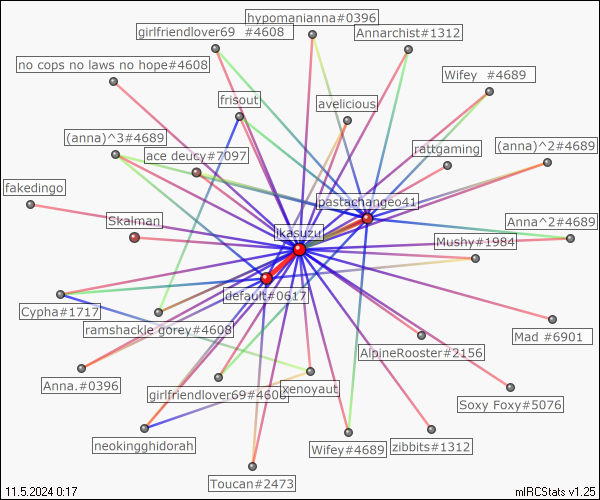 hypomanianna#0396
girlfriendlover69 #4608
Annarchist#1312
no cops no laws no hope#4608
Wifey #4689
frisout
avelicious
(anna)^3#4689
rattgaming
(anna)^2#4689
ace deucy#7097
fakedingo
pastachangeo41
Skaiman
Anna^2#4689
ikasuzu
Mushy#1984
default#0617
Cypha#1717
ramshackle gorey#4608
Mad #6901
AlpineRooster#2156
Anna.#0396
girlfriendlover69#4608
xenoyaut
Soxy Foxy#5076
neokingghidorah
Wifey#4689
zibbits#1312
Toucan#2473
11.5.2024 0:17
mIRCStats v1.25